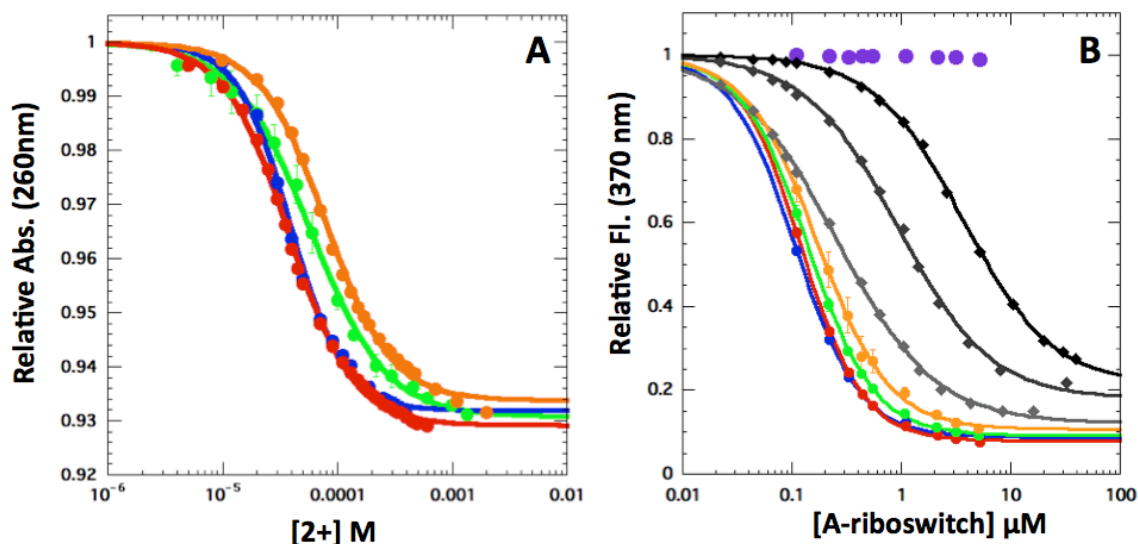 A
Relative Abs. (260nm)
1
0.99
0.98
0.97
0.96
0.95
0.94
0.93
0.92
10⁻⁶ 10⁻⁵ 0.0001 0.001 0.01
[2+] M
B
Relative Fl. (370 nm)
1
0.8
0.6
0.4
0.2
0
0.01 0.1 1 10 100
[A-riboswitch] µM